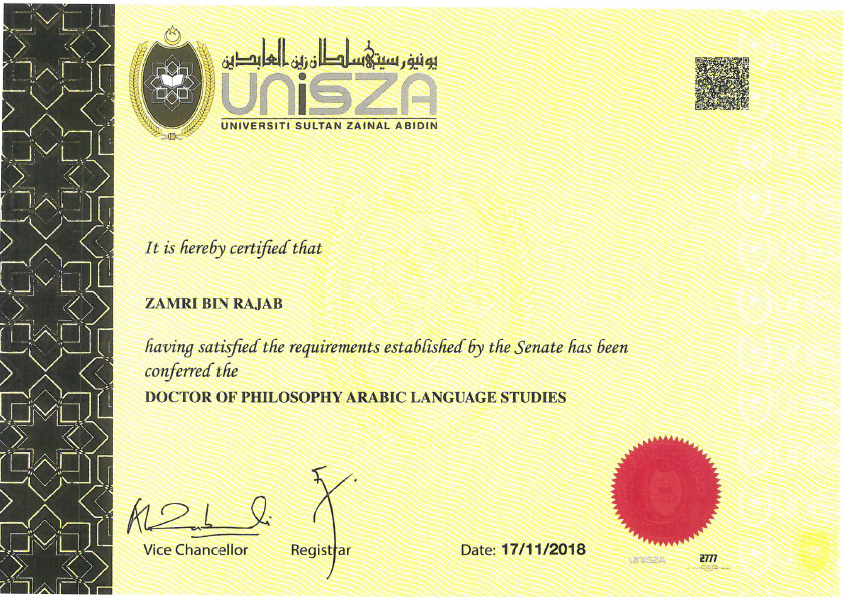 يونيۏرسيتي سلطان زين العابدين
UNiSZA
UNIVERSITI SULTAN ZAINAL ABIDIN
It is hereby certified that
ZAMRI BIN RAJAB
having satisfied the requirements established by the Senate has been
conferred the
DOCTOR OF PHILOSOPHY ARABIC LANGUAGE STUDIES
Vice Chancellor
Registrar
Date: 17/11/2018
UNiSZA
2777